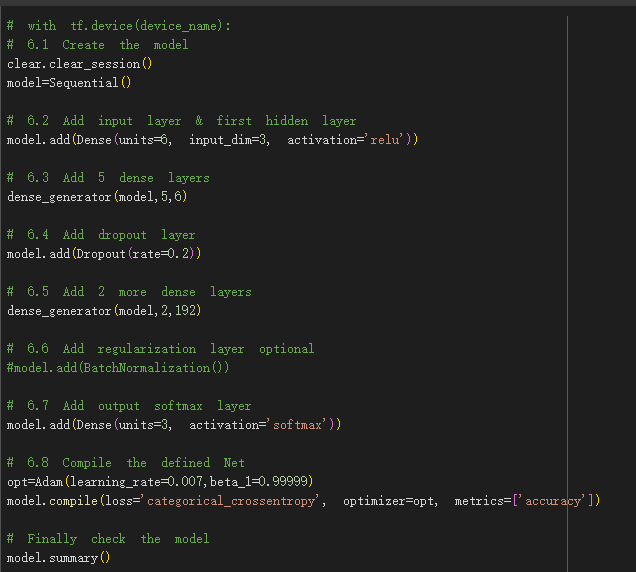 # with tf.device(device_name):
# 6.1 Create the model
clear.clear_session()
model=Sequential()
# 6.2 Add input layer & first hidden layer
model.add(Dense(units=6, input_dim=3, activation='relu'))
# 6.3 Add 5 dense layers
dense_generator(model,5,6)
# 6.4 Add dropout layer
model.add(Dropout(rate=0.2))
# 6.5 Add 2 more dense layers
dense_generator(model,2,192)
# 6.6 Add regularization layer optional
#model.add(BatchNormalization())
# 6.7 Add output softmax layer
model.add(Dense(units=3, activation='softmax'))
# 6.8 Compile the defined Net
opt=Adam(learning_rate=0.007,beta_1=0.99999)
model.compile(loss='categorical_crossentropy', optimizer=opt, metrics=['accuracy'])
# Finally check the model
model.summary()